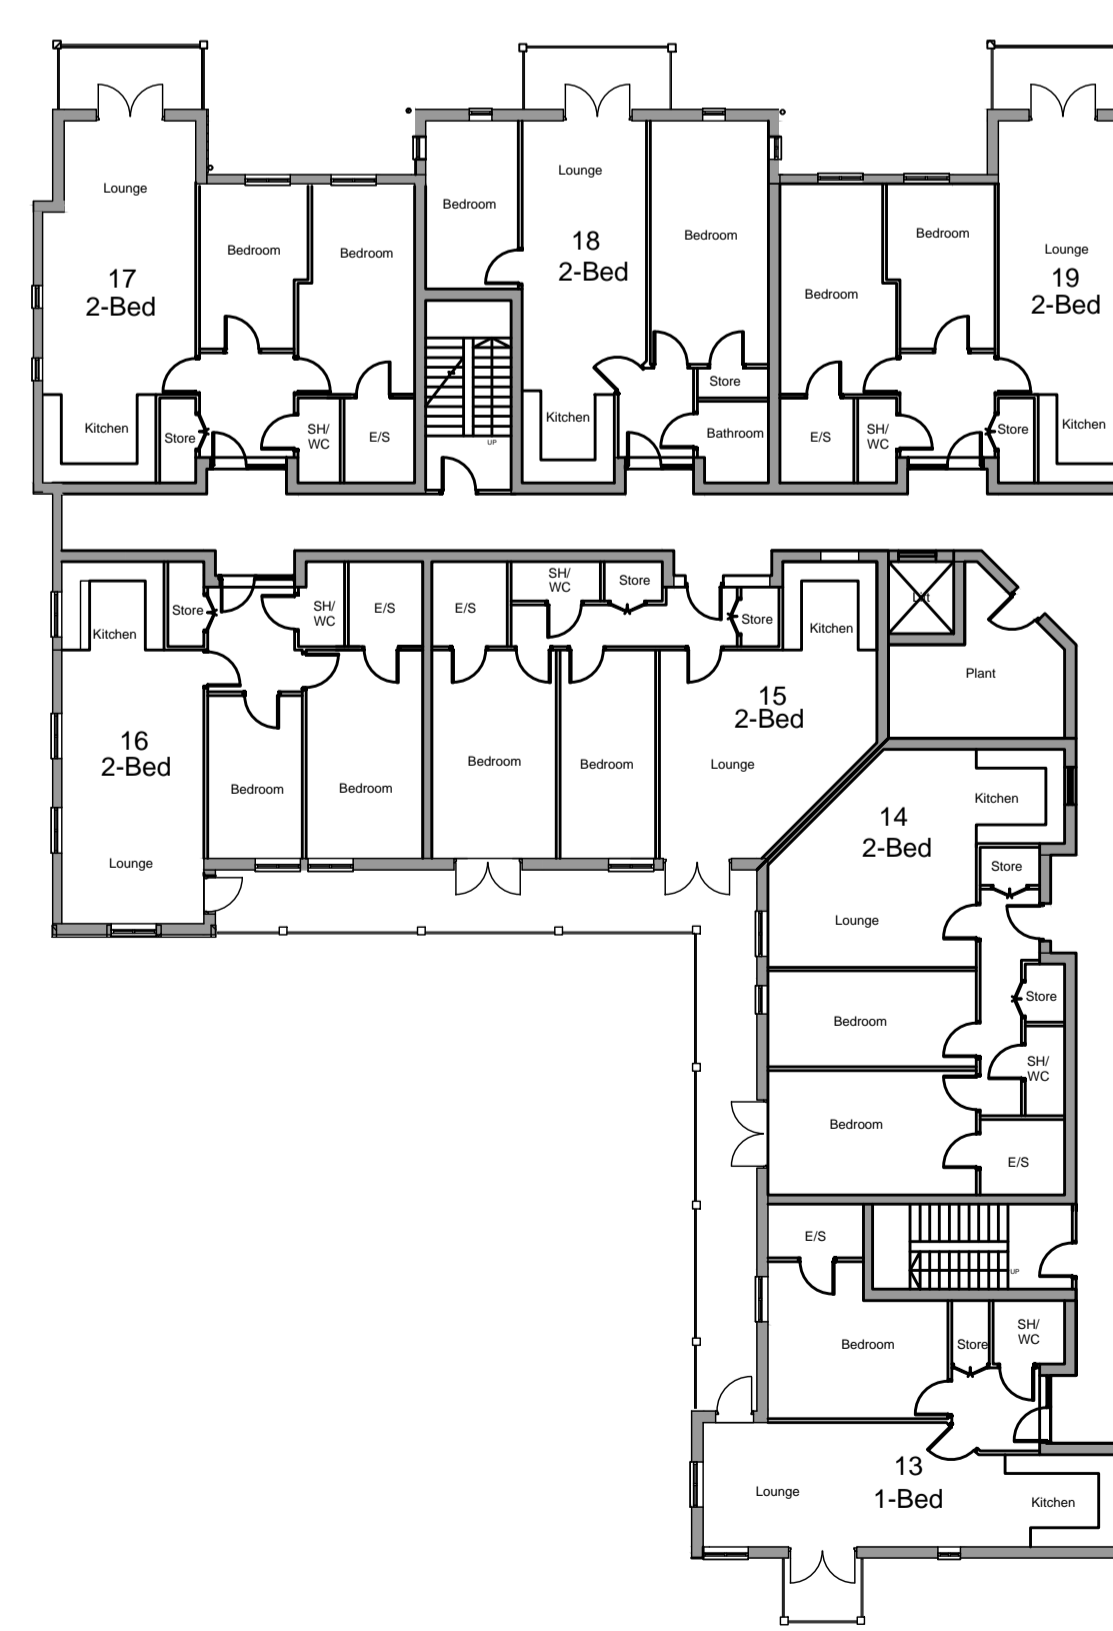 Lounge
17
2-Bed
Bedroom
Bedroom
Kitchen
Store
SH/
WC
E/S
UP
Bedroom
Lounge
18
2-Bed
Bedroom
Kitchen
Store
Bathroom
Bedroom
Bedroom
Lounge
19
2-Bed
E/S
SH/
WC
Store
Kitchen
Kitchen
Store
SH/
WC
E/S
16
2-Bed
Bedroom
Bedroom
Lounge
E/S
SH/
WC
Store
Store
Kitchen
15
2-Bed
Bedroom
Bedroom
Lounge
Lift
Plant
Kitchen
14
2-Bed
Store
Lounge
Store
Bedroom
SH/
WC
Bedroom
E/S
E/S
UP
Bedroom
Store
SH/
WC
13
1-Bed
Lounge
Kitchen